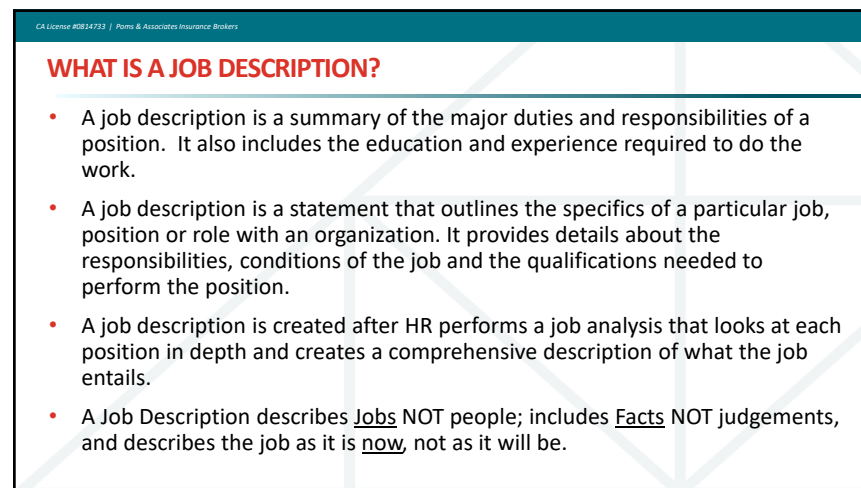 CA License #0814733 | Poms & Associates Insurance Brokers
WHAT IS A JOB DESCRIPTION?
• A job description is a summary of the major duties and responsibilities of a
position.  It also includes the education and experience required to do the
work.
• A job description is a statement that outlines the specifics of a particular job,
position or role with an organization. It provides details about the
responsibilities, conditions of the job and the qualifications needed to
perform the position.
• A job description is created after HR performs a job analysis that looks at each
position in depth and creates a comprehensive description of what the job
entails.
• A Job Description describes Jobs NOT people; includes Facts NOT judgements,
and describes the job as it is now, not as it will be.